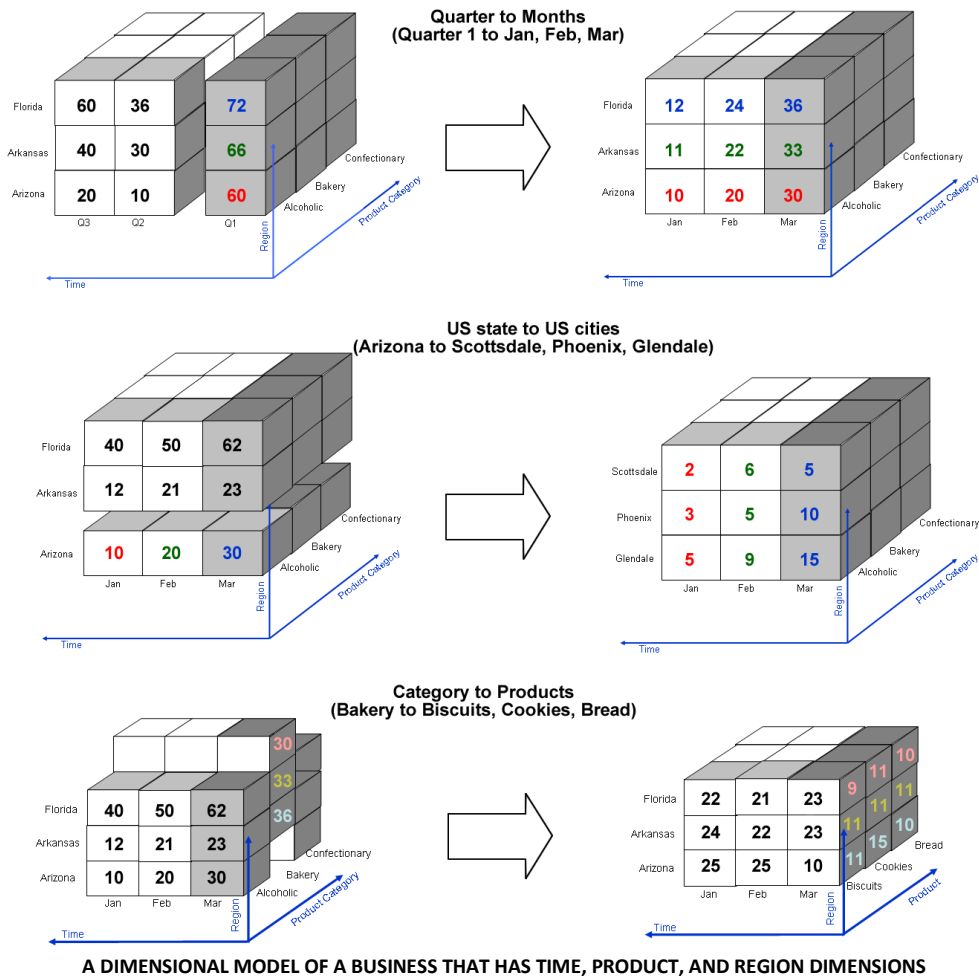 Quarter to Months
(Quarter 1 to Jan, Feb, Mar)
Florida 60 36 72
Arkansas 40 30 66
Arizona 20 10 60
Q3 Q2 Q1
Alcoholic
Bakery
Confectionary
Region
Product Category
Time
Florida 12 24 36
Arkansas 11 22 33
Arizona 10 20 30
Jan Feb Mar
Alcoholic
Bakery
Confectionary
Region
Product Category
Time
US state to US cities
(Arizona to Scottsdale, Phoenix, Glendale)
Florida 40 50 62
Arkansas 12 21 23
Arizona 10 20 30
Jan Feb Mar
Alcoholic
Bakery
Confectionary
Region
Product Category
Time
Scottsdale 2 6 5
Phoenix 3 5 10
Glendale 5 9 15
Jan Feb Mar
Alcoholic
Bakery
Confectionary
Region
Product Category
Time
Category to Products
(Bakery to Biscuits, Cookies, Bread)
30
33
36
Florida 40 50 62
Arkansas 12 21 23
Arizona 10 20 30
Jan Feb Mar
Alcoholic
Bakery
Confectionary
Region
Product Category
Time
9 11 10
11 11 11
11 15 10
Florida 22 21 23
Arkansas 24 22 23
Arizona 25 25 10
Jan Feb Mar
Biscuits
Cookies
Bread
Region
Product
Time
A DIMENSIONAL MODEL OF A BUSINESS THAT HAS TIME, PRODUCT, AND REGION DIMENSIONS